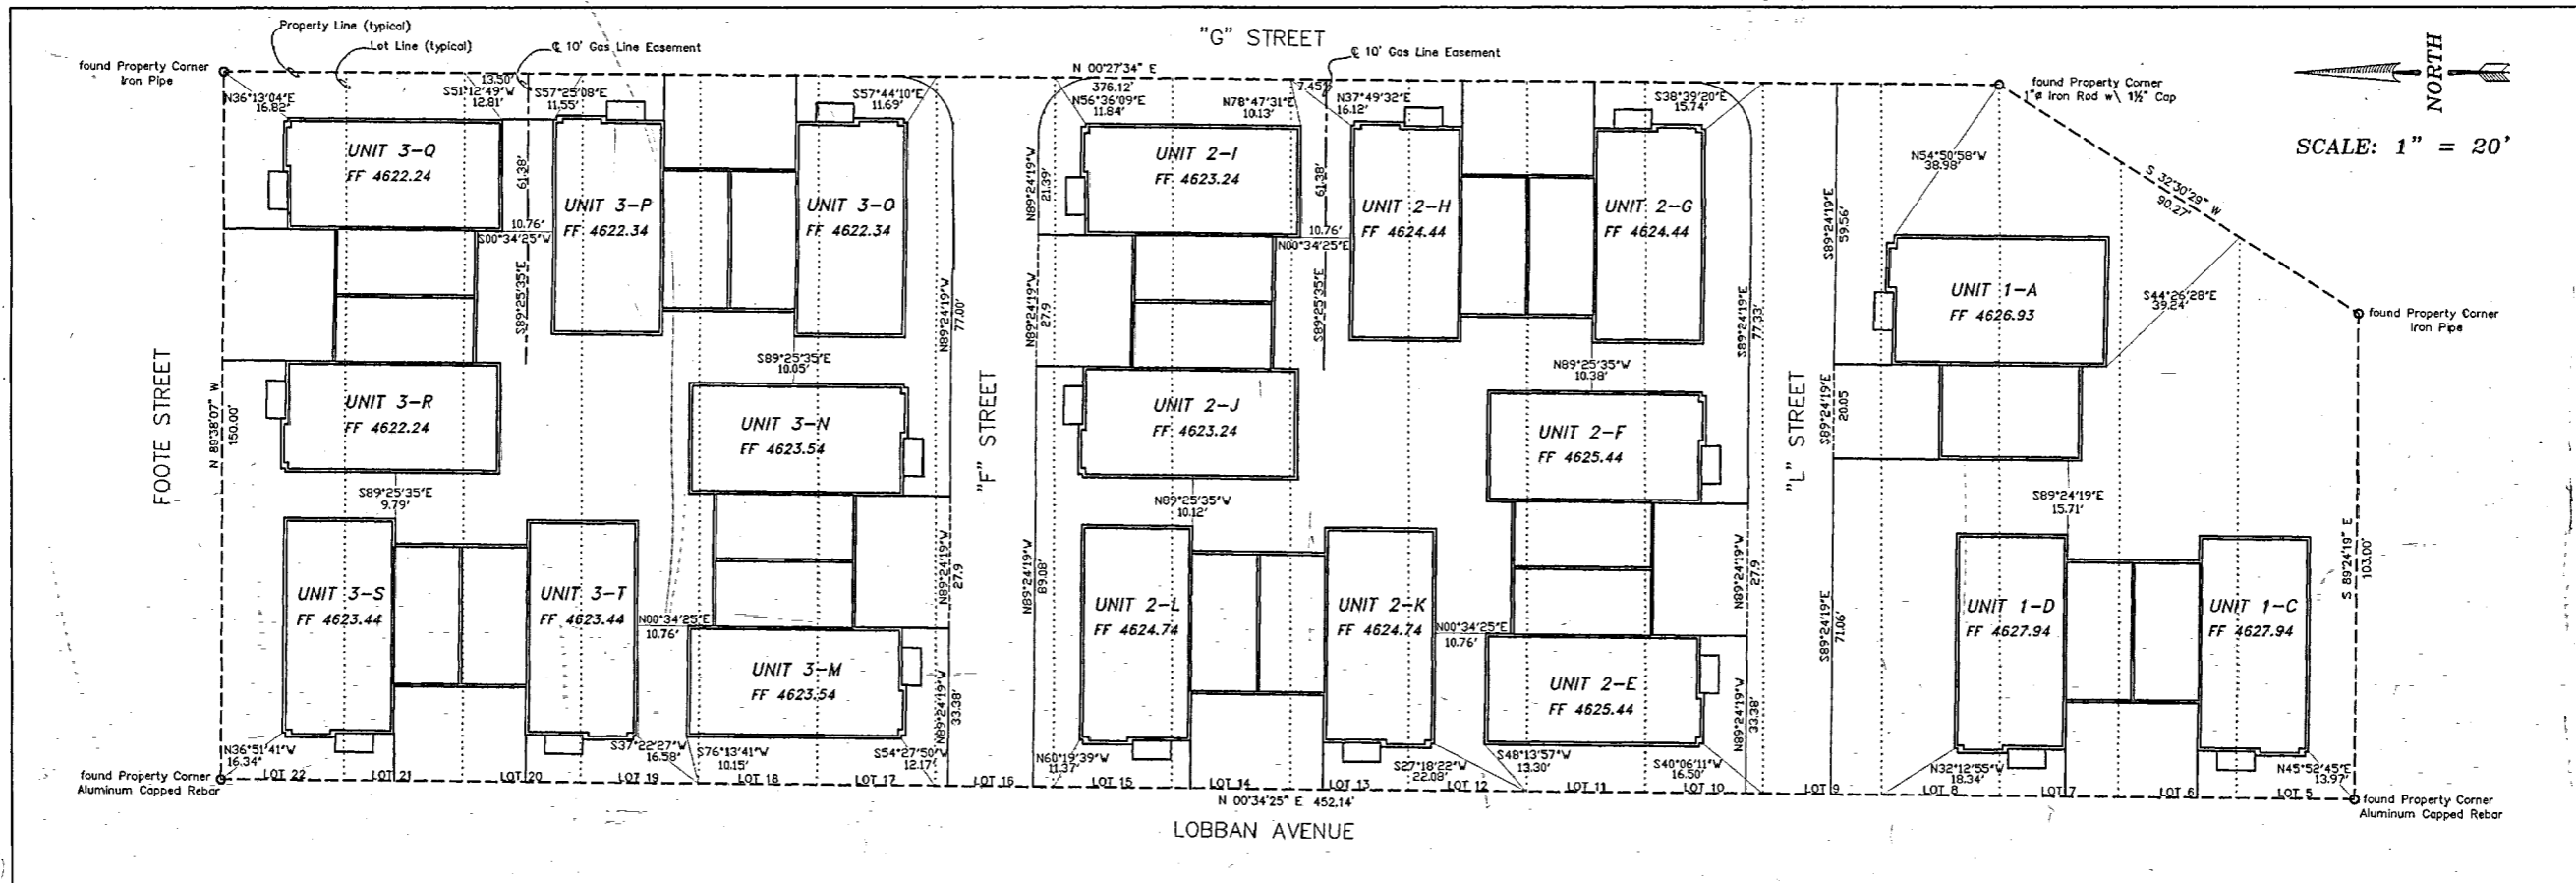 "G" STREET
Property Line (typical)
Lot Line (typical)
℄ 10' Gas Line Easement
℄ 10' Gas Line Easement
found Property Corner
Iron Pipe
N 00°27'34" E
376.12'
found Property Corner
1"ø Iron Rod w\ 1½" Cap
NORTH
SCALE: 1" = 20'
N36°13'04"E
16.82'
S51°12'49"W
12.81'
13.50'
S57°25'08"E
11.55'
S57°44'10"E
11.69'
N56°36'09"E
11.84'
N78°47'31"E
10.13'
7.45'
N37°49'32"E
16.12'
S38°39'20"E
15.74'
N54°50'58"W
38.98'
S 32°30'29" W
90.27'
UNIT 3-Q
FF 4622.24
61.38'
UNIT 3-P
FF 4622.34
UNIT 3-O
FF 4622.34
N89°24'19"W
21.39'
UNIT 2-I
FF 4623.24
61.38'
UNIT 2-H
FF 4624.44
UNIT 2-G
FF 4624.44
S89°24'19"E
59.56'
10.76'
S00°34'25"W
S89°25'35"E
N89°24'19"W
77.00'
N89°24'19"W
27.9
10.76'
N00°34'25"E
S89°25'35"E
S89°24'19"E
77.33'
UNIT 1-A
FF 4626.93
S44°26'28"E
39.24'
found Property Corner
Iron Pipe
FOOTE STREET
N 89°38'07" W
150.00'
UNIT 3-R
FF 4622.24
S89°25'35"E
10.05'
UNIT 3-N
FF 4623.54
"F" STREET
UNIT 2-J
FF 4623.24
N89°25'35"W
10.38'
UNIT 2-F
FF 4625.44
"L" STREET
S89°24'19"E
20.05
S89°25'35"E
9.79'
N89°25'35"W
10.12'
S89°24'19"E
15.71'
UNIT 3-S
FF 4623.44
UNIT 3-T
FF 4623.44
N00°34'25"E
10.76'
N89°24'19"W
27.9
N89°24'19"W
89.08'
UNIT 2-L
FF 4624.74
UNIT 2-K
FF 4624.74
N00°34'25"E
10.76'
N89°24'19"W
27.9
S89°24'19"E
71.06'
UNIT 1-D
FF 4627.94
UNIT 1-C
FF 4627.94
S 89°24'19" E
103.00'
UNIT 3-M
FF 4623.54
N89°24'19"W
33.38'
UNIT 2-E
FF 4625.44
N89°24'19"W
33.38'
N36°51'41"W
16.34'
S37°22'27"W
16.58'
S76°13'41"W
10.15'
S54°27'50"W
12.17'
N60°19'39"W
11.37'
S27°18'22"W
22.08'
S48°13'57"W
13.30'
S40°06'11"W
16.50'
N32°12'55"W
18.34'
N45°52'45"E
13.97'
found Property Corner
Aluminum Capped Rebar
LOT 22
LOT 21
LOT 20
LOT 19
LOT 18
LOT 17
LOT 16
LOT 15
LOT 14
LOT 13
LOT 12
LOT 11
LOT 10
LOT 9
LOT 8
LOT 7
LOT 6
LOT 5
found Property Corner
Aluminum Capped Rebar
N 00°34'25" E 452.14'
LOBBAN AVENUE